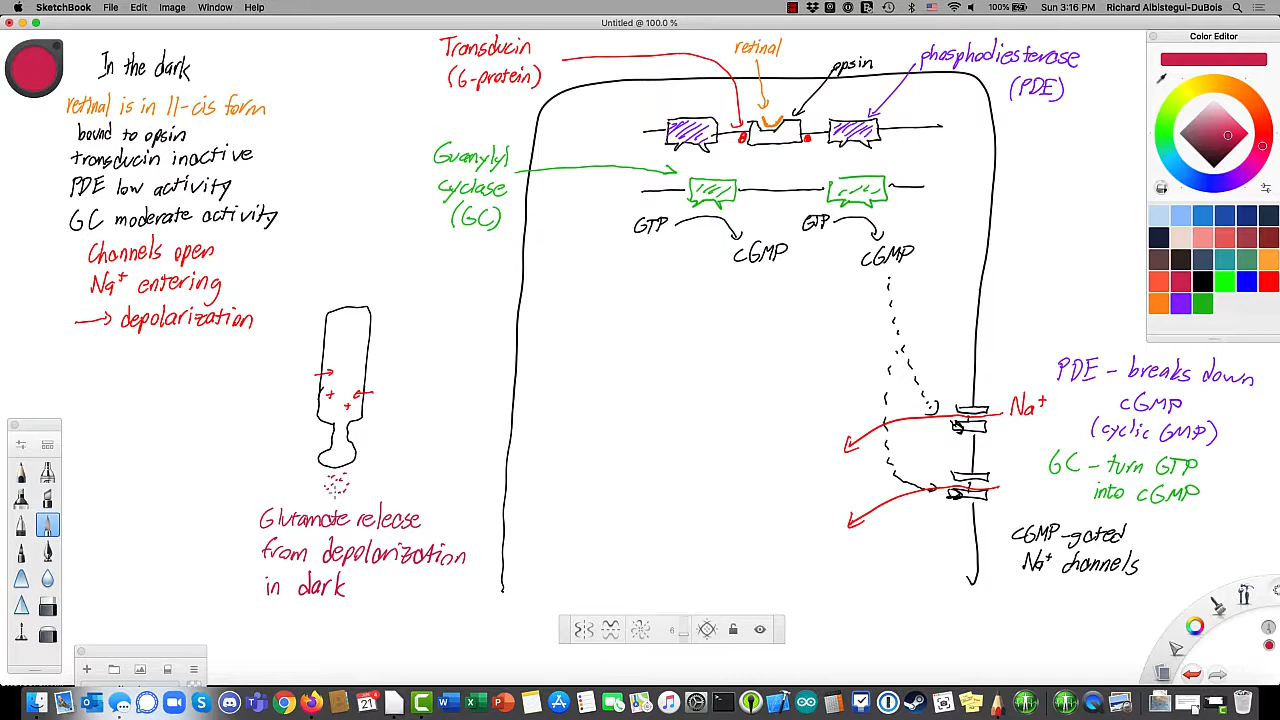 SketchBook File Edit Image Window Help
100% Sun 3:16 PM Richard Albistegui-DuBois
Untitled @ 100.0 %
Color Editor
In the dark
retinal is in 11-cis form
bound to opsin
transducin inactive
PDE low activity
GC moderate activity
Channels open
Na+ entering
→ depolarization
Transducin
(G-protein)
retinal
opsin
phosphodiesterase
(PDE)
Guanylyl
cyclase
(GC)
GTP
cGMP
GTP
cGMP
Na+
+
+
Glutamate release
from depolarization
in dark
PDE - breaks down
cGMP
(cyclic GMP)
GC - turn GTP
into cGMP
cGMP-gated
Na+ channels
6